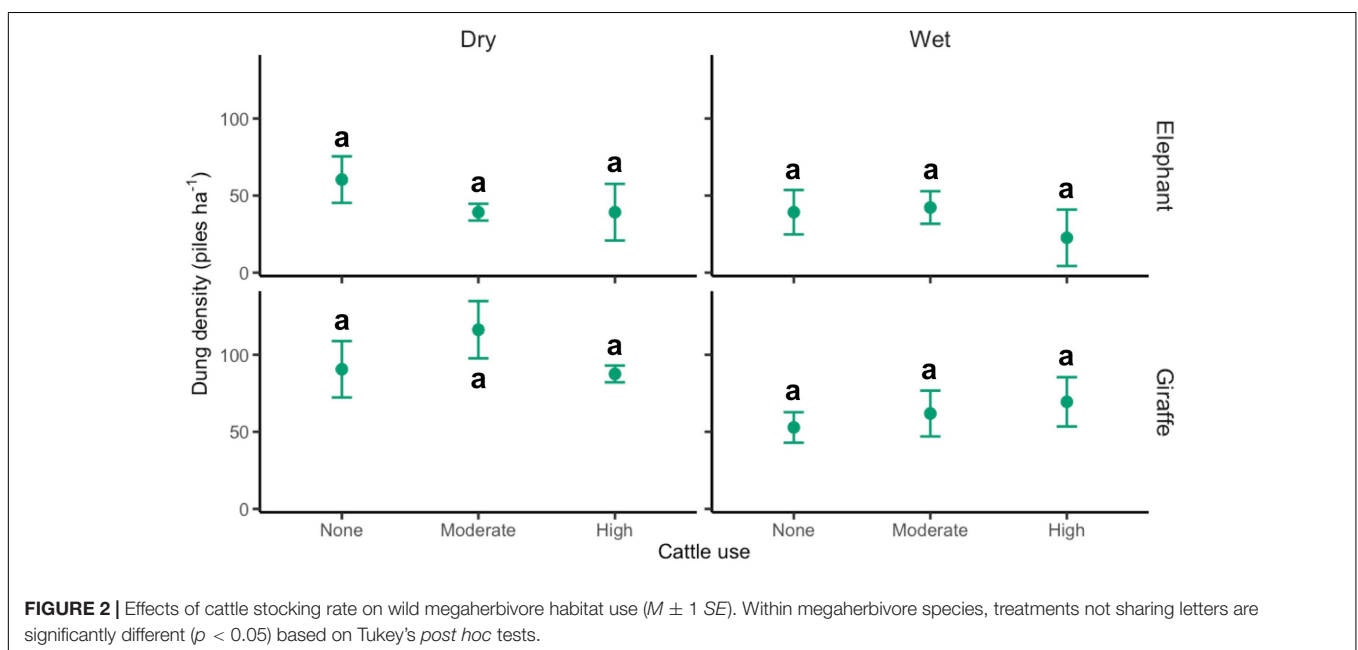 Dry Wet
100
50
0
a a a a a a
Elephant
Dung density (piles ha⁻¹)
100
50
0
a a a a a a
Giraffe
None Moderate High None Moderate High
Cattle use
FIGURE 2 | Effects of cattle stocking rate on wild megaherbivore habitat use (M ± 1 SE). Within megaherbivore species, treatments not sharing letters are
significantly different (p < 0.05) based on Tukey's post hoc tests.